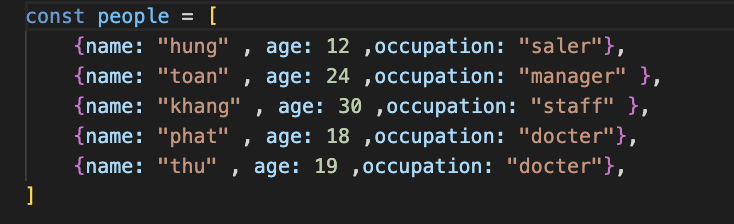 const people = [
    {name: "hung" , age: 12 ,occupation: "saler"},
    {name: "toan" , age: 24 ,occupation: "manager" },
    {name: "khang" , age: 30 ,occupation: "staff" },
    {name: "phat" , age: 18 ,occupation: "docter"},
    {name: "thu" , age: 19 ,occupation: "docter"},
]